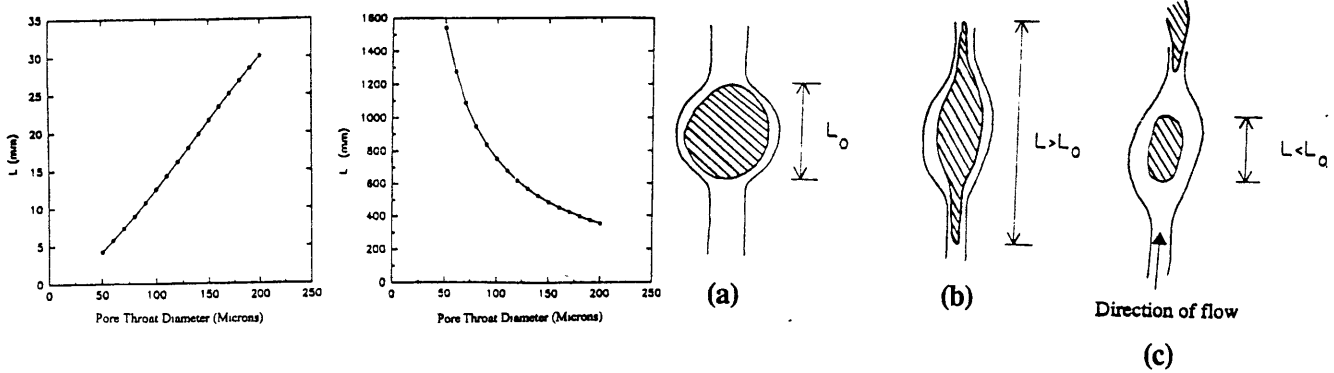 35
30
25
20
15
10
5
0
L (mm)
0 50 100 150 200 250
Pore Throat Diameter (Microns)
1600
1400
1200
1000
800
600
400
200
0
L (mm)
0 50 100 150 200 250
Pore Throat Diameter (Microns)
L0
(a)
L>L0
(b)
L<L0
Direction of flow
(c)